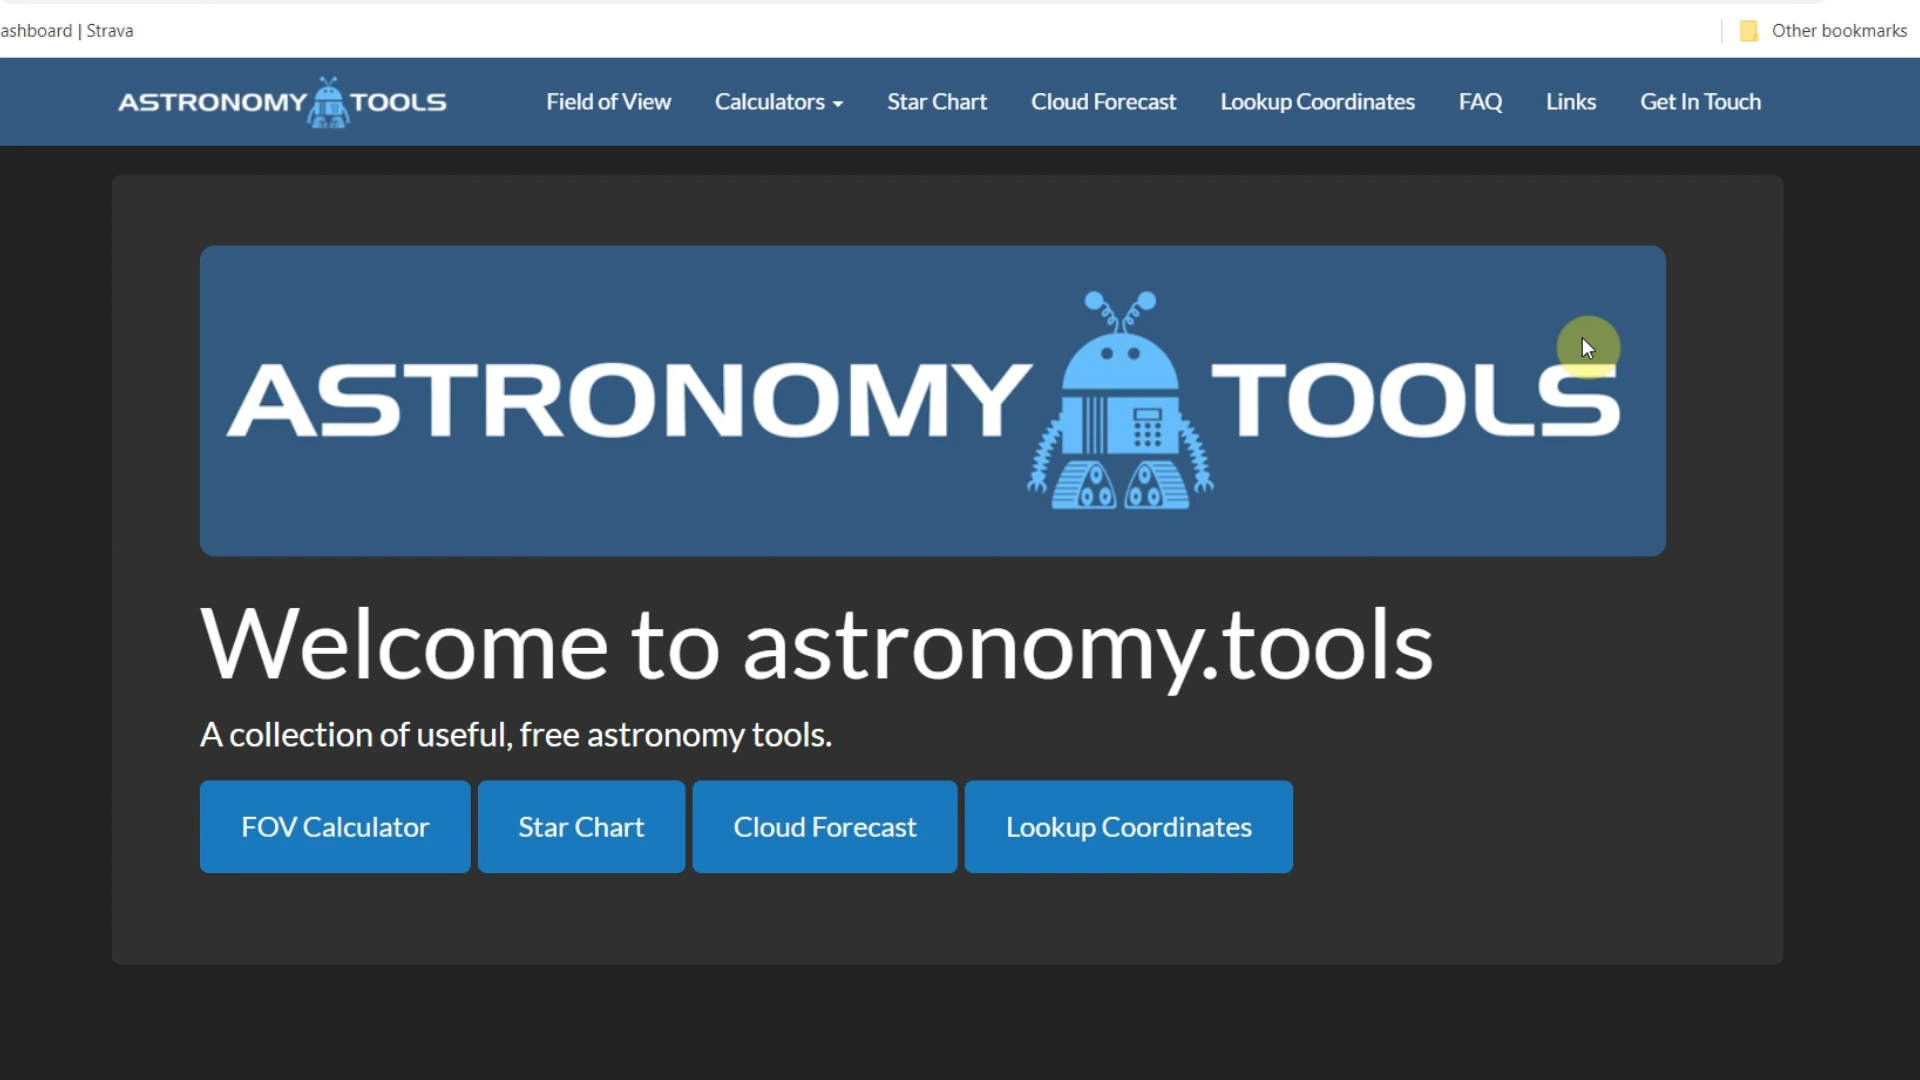 ashboard | Strava
Other bookmarks
ASTRONOMY TOOLS
Field of View
Calculators
Star Chart
Cloud Forecast
Lookup Coordinates
FAQ
Links
Get In Touch
ASTRONOMY TOOLS
Welcome to astronomy.tools
A collection of useful, free astronomy tools.
FOV Calculator
Star Chart
Cloud Forecast
Lookup Coordinates